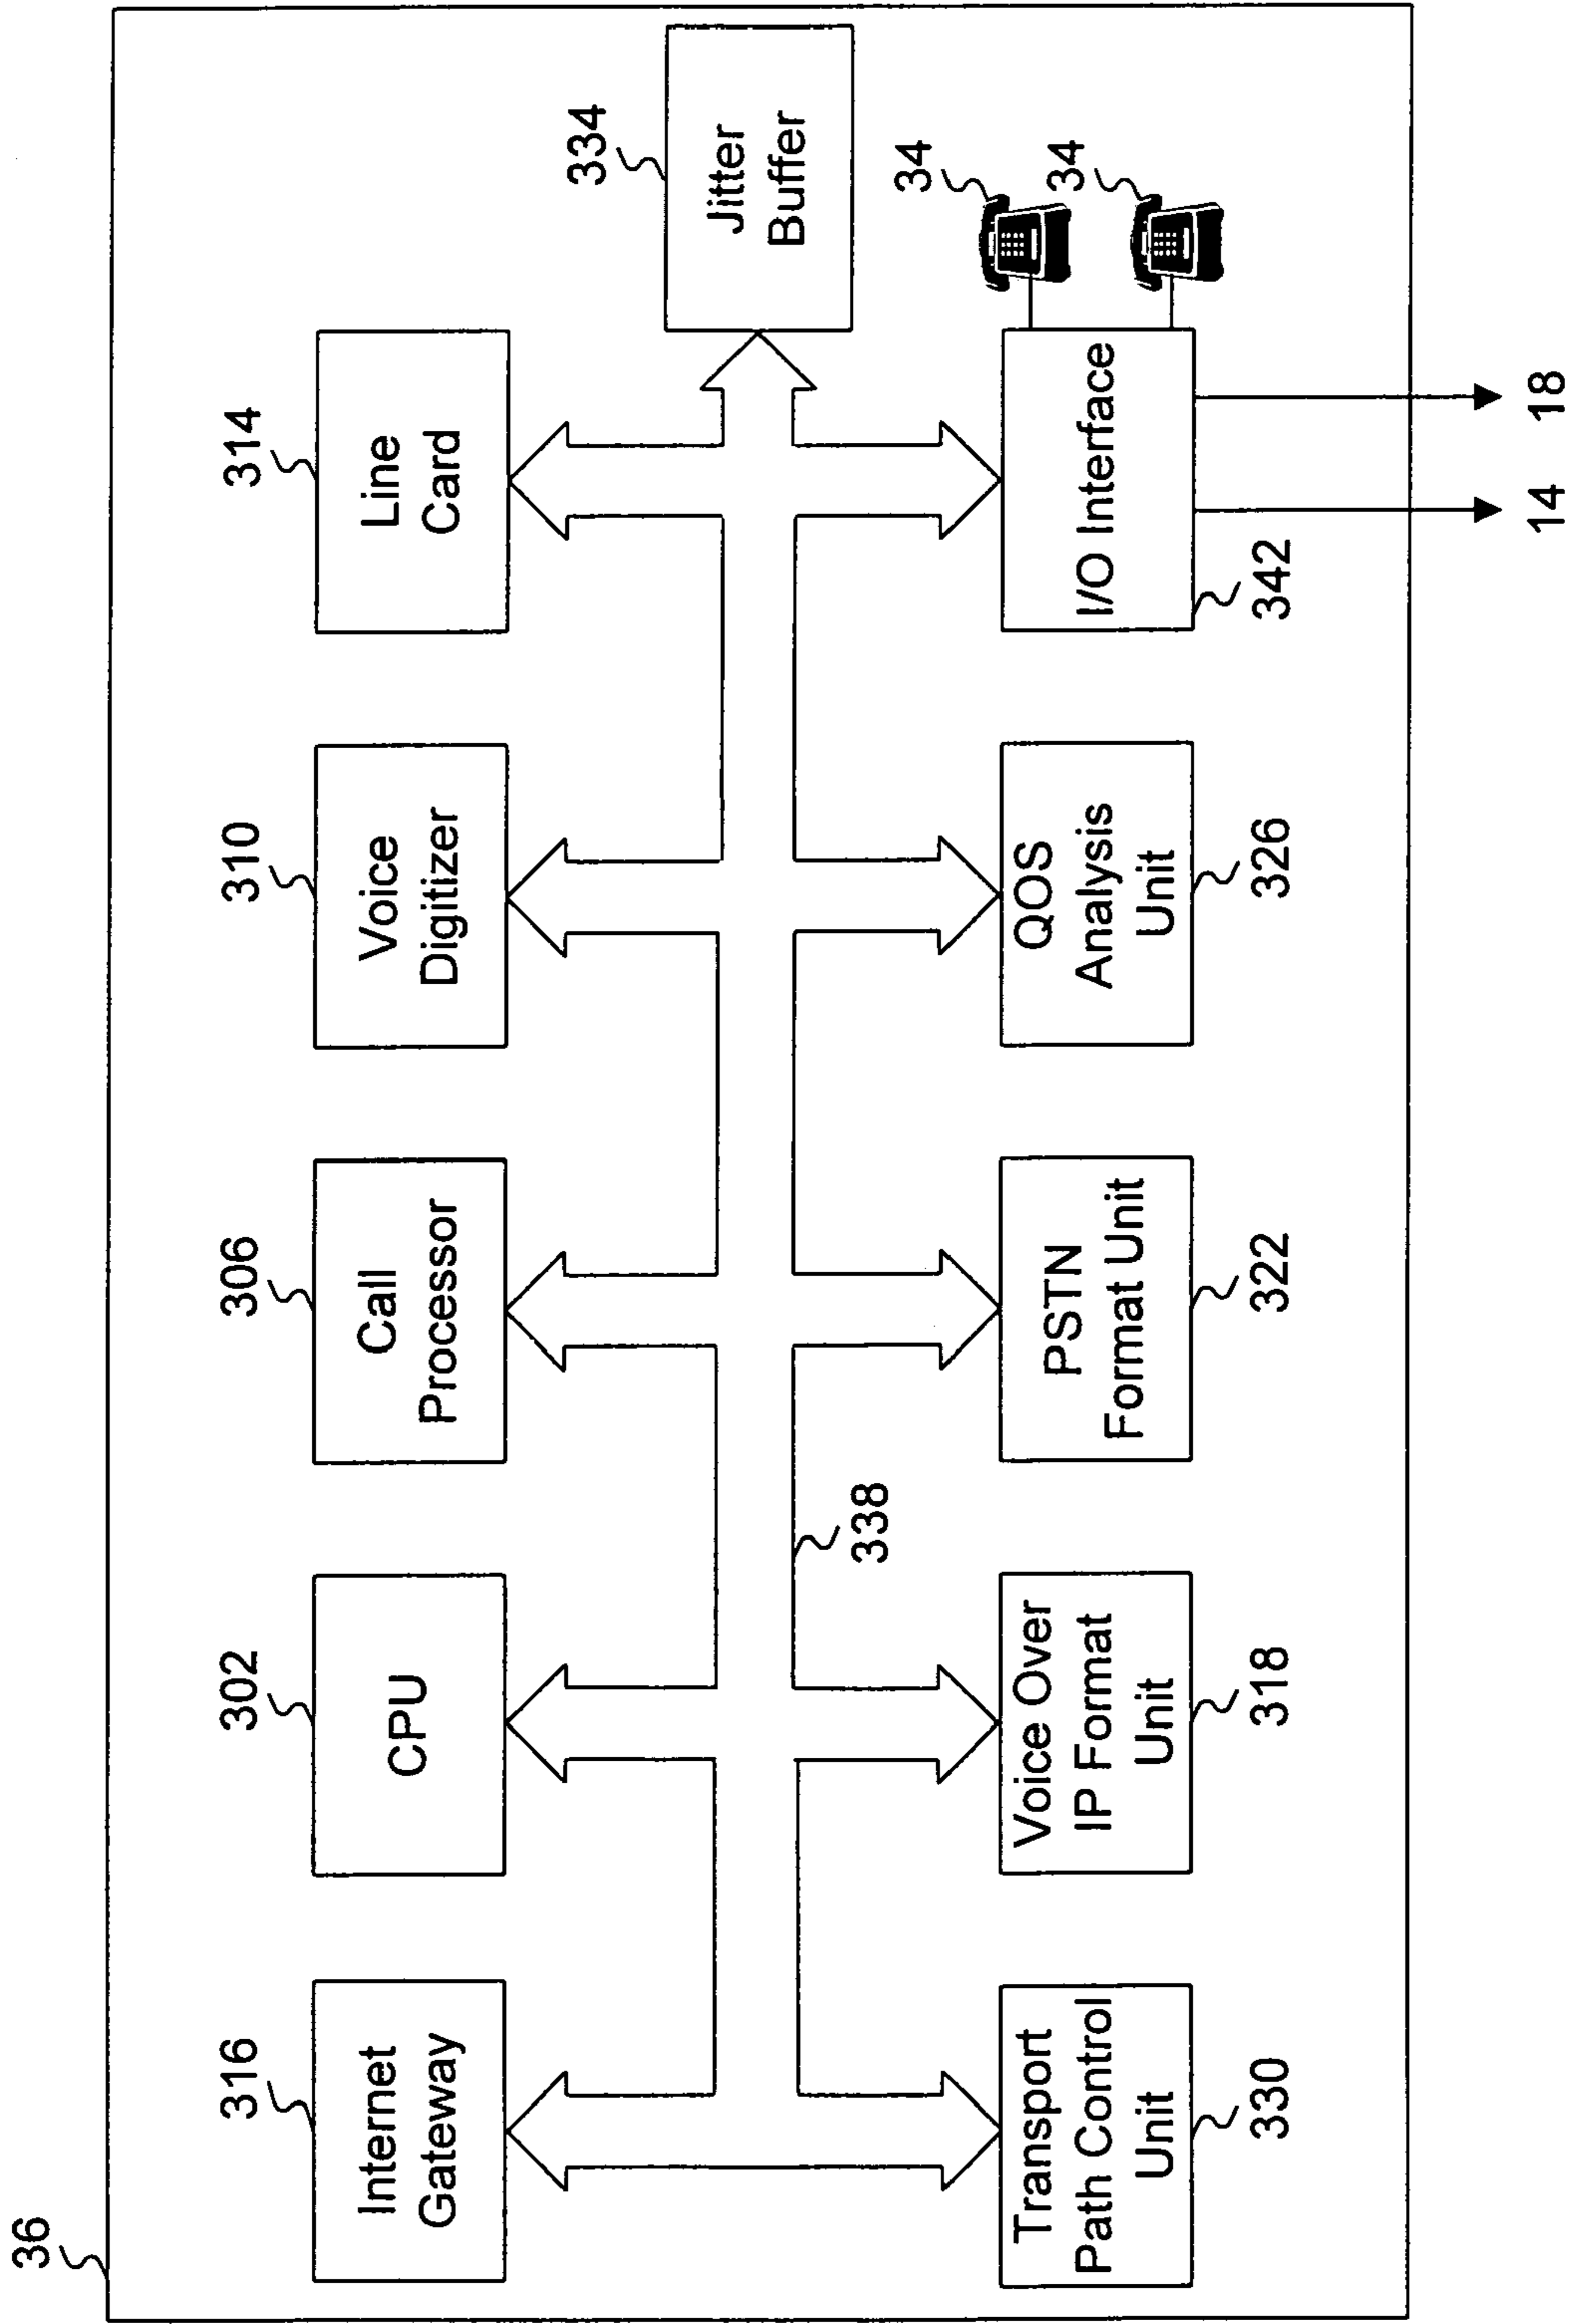 36
316
302
306
310
314
Internet
Gateway
CPU
Call
Processor
Voice
Digitizer
Line
Card
334
Jitter
Buffer
338
34
34
Transport
Path Control
Unit
Voice Over
IP Format
Unit
PSTN
Format Unit
QOS
Analysis
Unit
I/O Interface
330
318
322
326
342
14
18